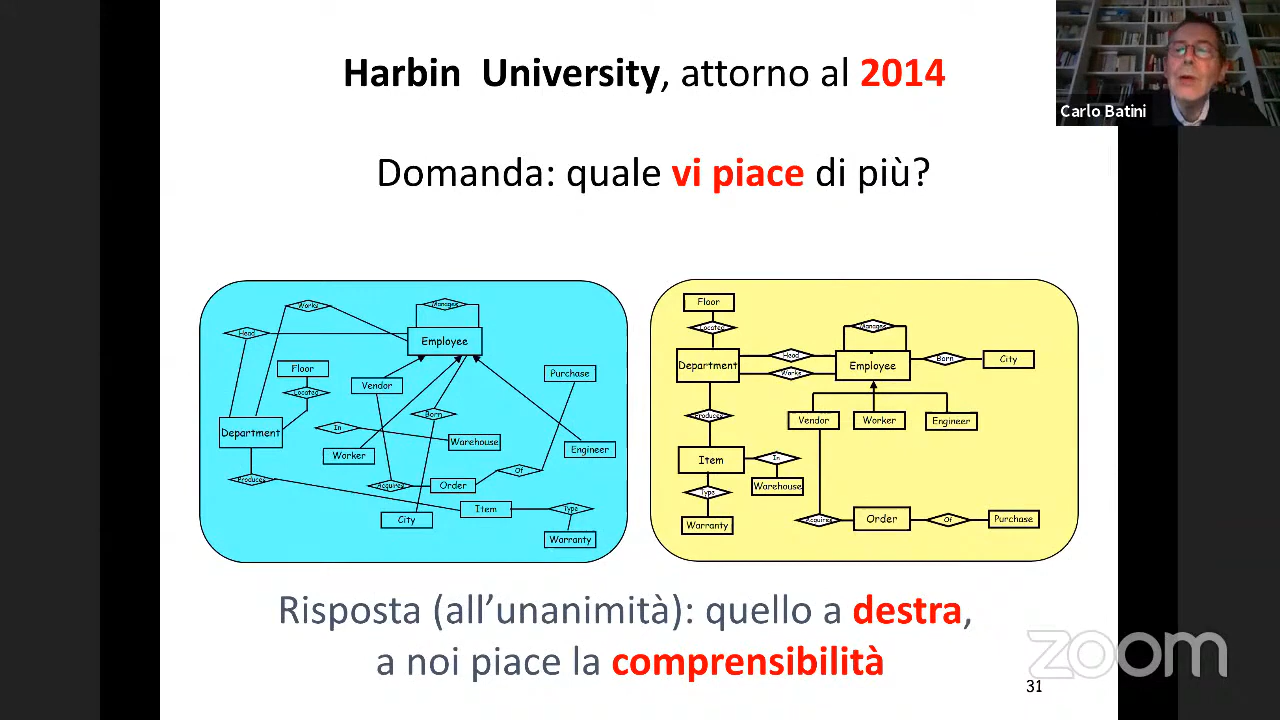 Harbin University, attorno al 2014
Carlo Batini
Domanda: quale vi piace di più?
Works
Manages
Head
Employee
Floor
Located
Vendor
Purchase
Born
Department
In
Warehouse
Worker
Engineer
Of
Produces
Acquires
Order
Item
Type
City
Warranty
Floor
Located
Manages
Department
Head
Works
Employee
Born
City
Produces
Vendor
Worker
Engineer
Item
In
Warehouse
Type
Warranty
Acquires
Order
Of
Purchase
Risposta (all’unanimità): quello a destra,
a noi piace la comprensibilità
zoom
31